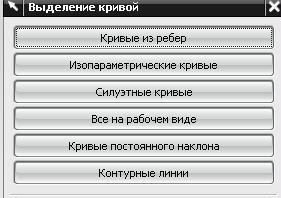 Выделение кривой
Кривые из ребер
Изопараметрические кривые
Силуэтные кривые
Все на рабочем виде
Кривые постоянного наклона
Контурные линии